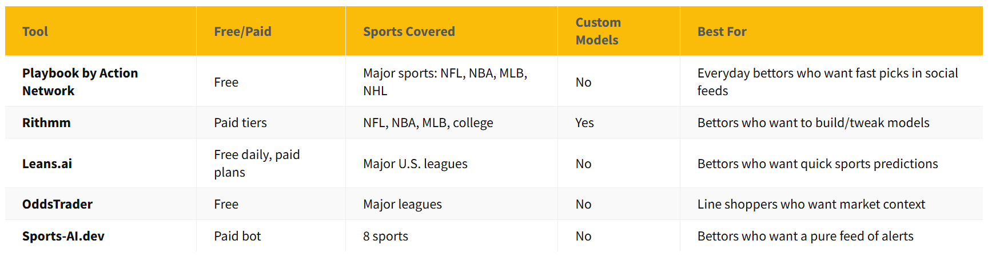 Tool Free/Paid Sports Covered Custom Models Best For
Playbook by Action Network Free Major sports: NFL, NBA, MLB, NHL No Everyday bettors who want fast picks in social feeds
Rithmm Paid tiers NFL, NBA, MLB, college Yes Bettors who want to build/tweak models
Leans.ai Free daily, paid plans Major U.S. leagues No Bettors who want quick sports predictions
OddsTrader Free Major leagues No Line shoppers who want market context
Sports-AI.dev Paid bot 8 sports No Bettors who want a pure feed of alerts